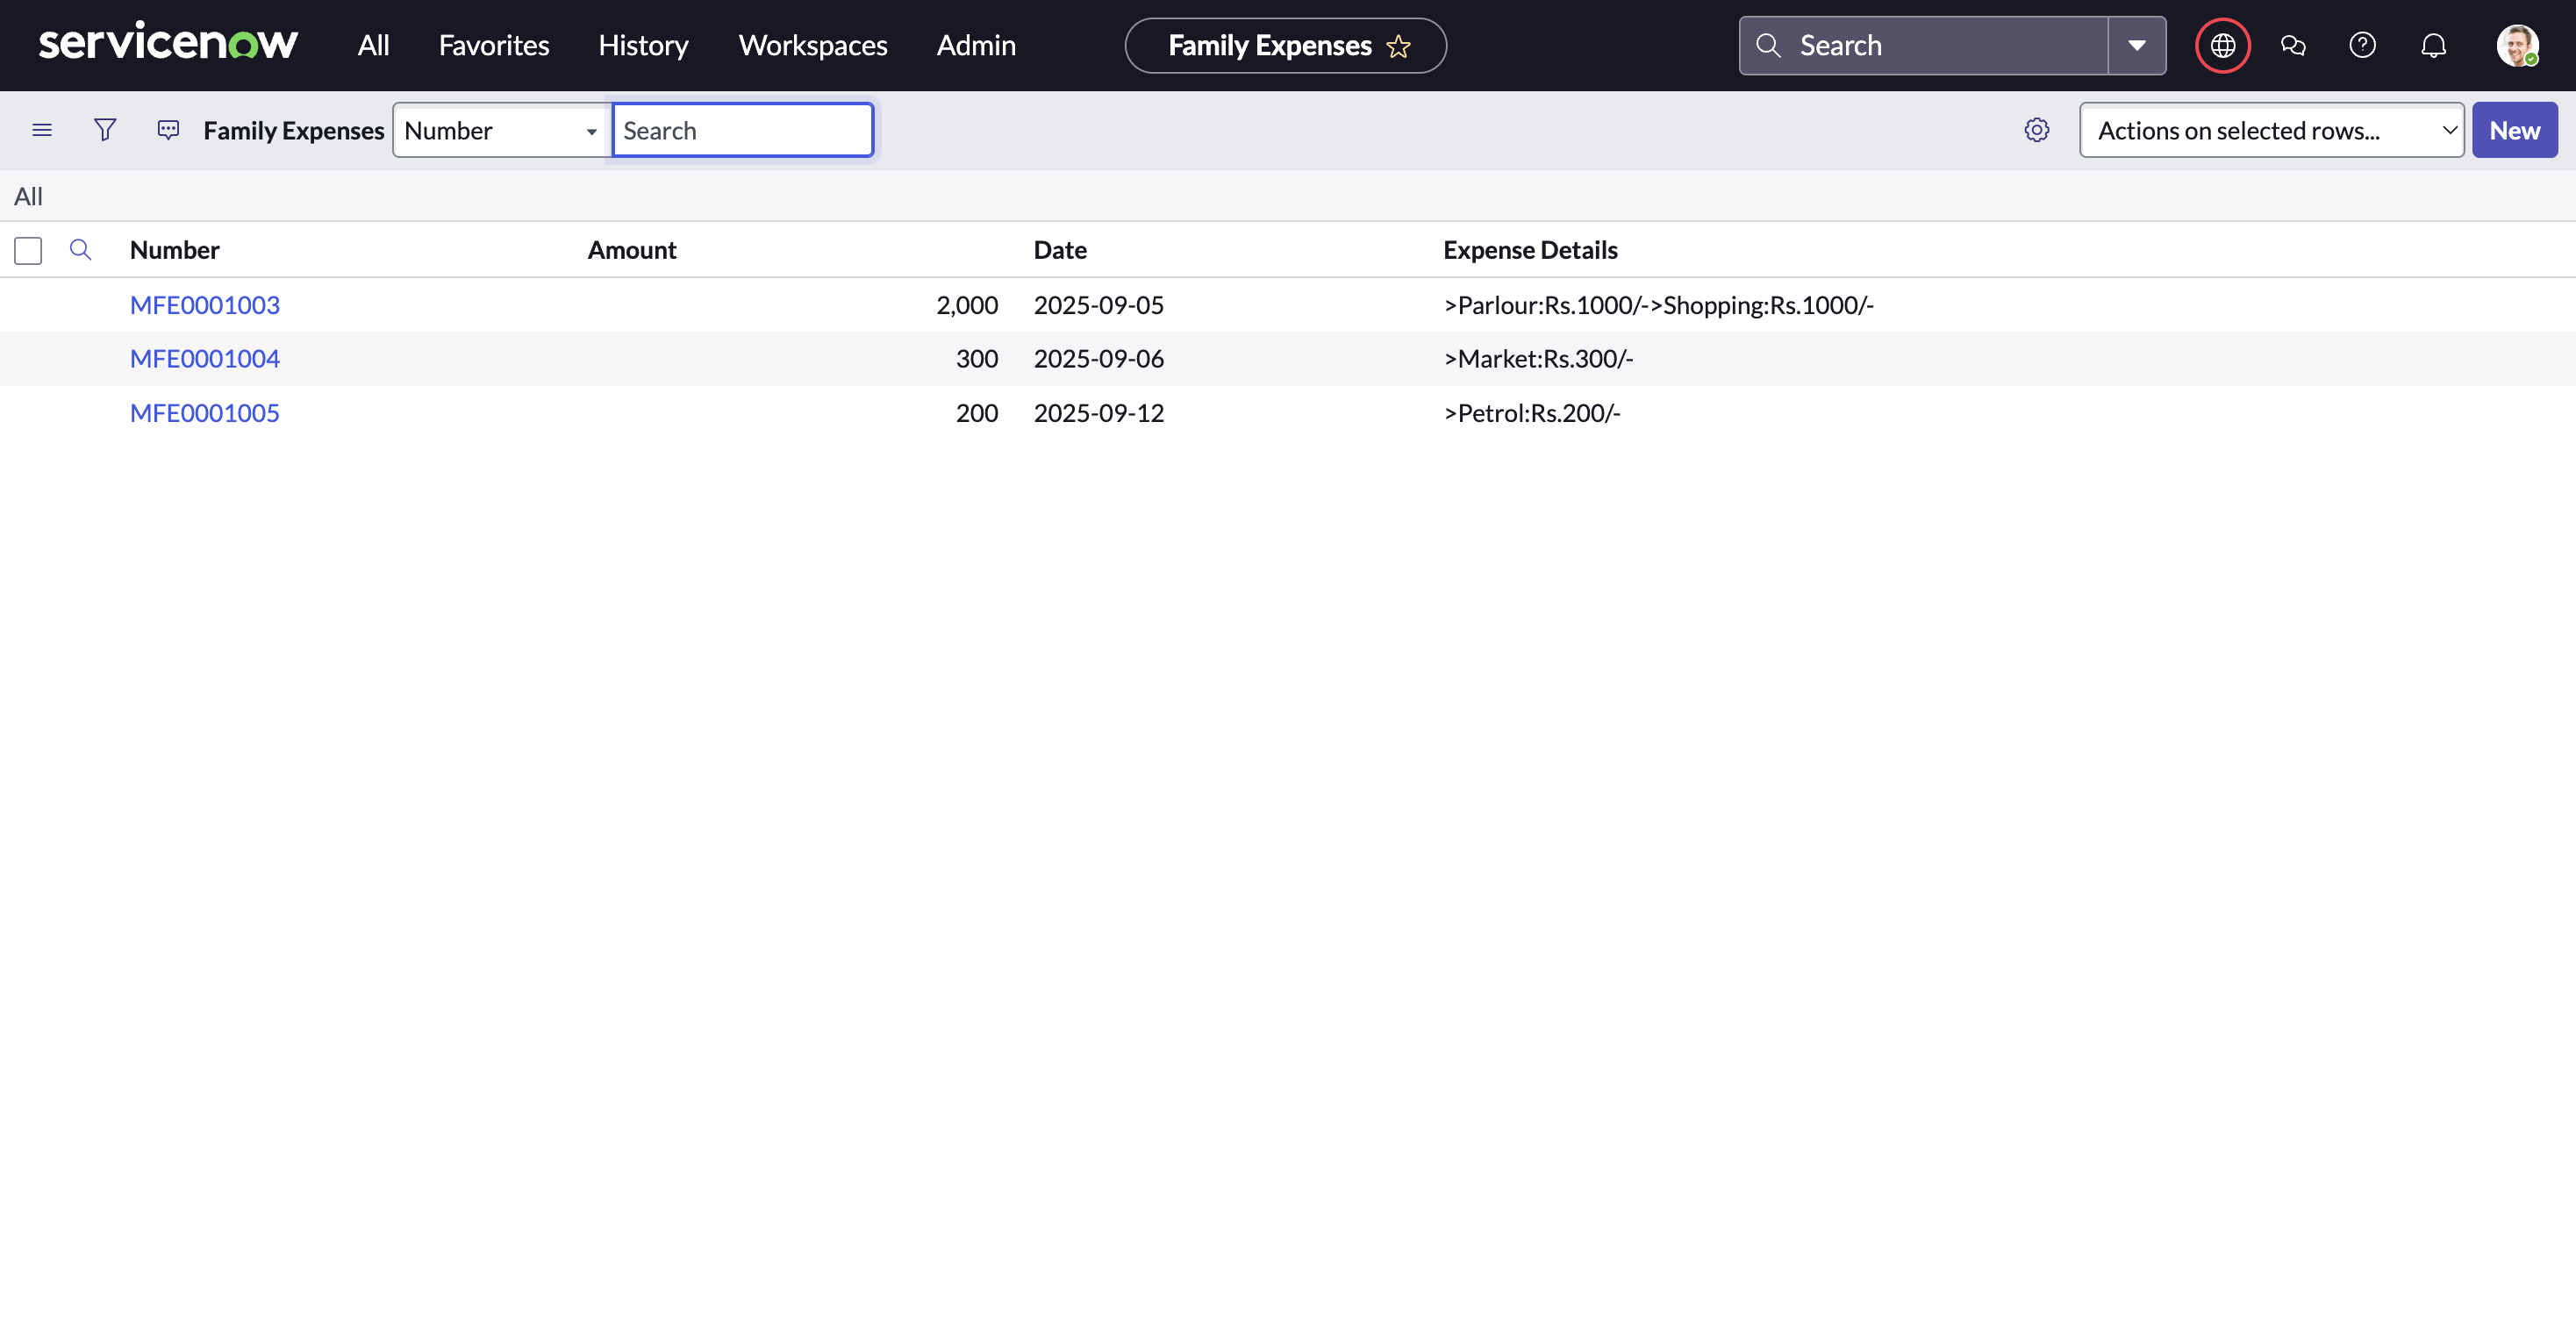 servicenow All Favorites History Workspaces Admin Family Expenses Search
Family Expenses Number Search Actions on selected rows... New
All
Number Amount Date Expense Details
MFE0001003 2,000 2025-09-05 >Parlour:Rs.1000/->Shopping:Rs.1000/-
MFE0001004 300 2025-09-06 >Market:Rs.300/-
MFE0001005 200 2025-09-12 >Petrol:Rs.200/-